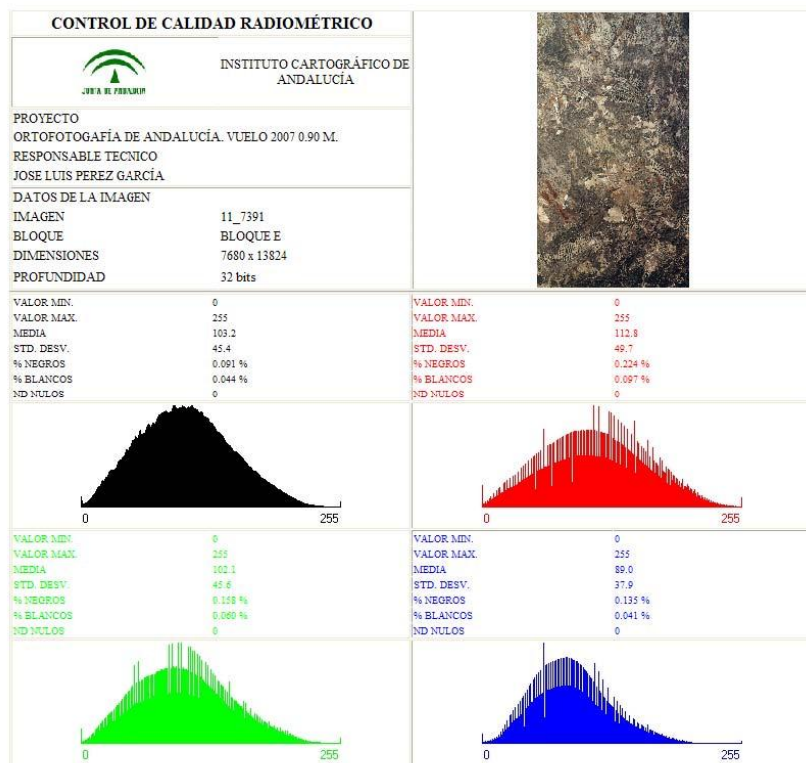 CONTROL DE CALIDAD RADIOMÉTRICO
JUNTA DE ANDALUCIA
INSTITUTO CARTOGRÁFICO DE
ANDALUCÍA
PROYECTO
ORTOFOTOGAFÍA DE ANDALUCÍA. VUELO 2007 0.90 M.
RESPONSABLE TECNICO
JOSE LUIS PEREZ GARCÍA
DATOS DE LA IMAGEN
IMAGEN 11_7391
BLOQUE BLOQUE E
DIMENSIONES 7680 x 13824
PROFUNDIDAD 32 bits
VALOR MIN. 0
VALOR MAX. 255
MEDIA 103.2
STD. DESV. 45.4
% NEGROS 0.091 %
% BLANCOS 0.044 %
ND NULOS 0
0 255
VALOR MIN. 0
VALOR MAX. 255
MEDIA 112.8
STD. DESV. 49.7
% NEGROS 0.224 %
% BLANCOS 0.097 %
ND NULOS 0
0 255
VALOR MIN. 0
VALOR MAX. 255
MEDIA 102.1
STD. DESV. 45.6
% NEGROS 0.158 %
% BLANCOS 0.060 %
ND NULOS 0
0 255
VALOR MIN. 0
VALOR MAX. 255
MEDIA 89.0
STD. DESV. 37.9
% NEGROS 0.135 %
% BLANCOS 0.041 %
ND NULOS 0
0 255